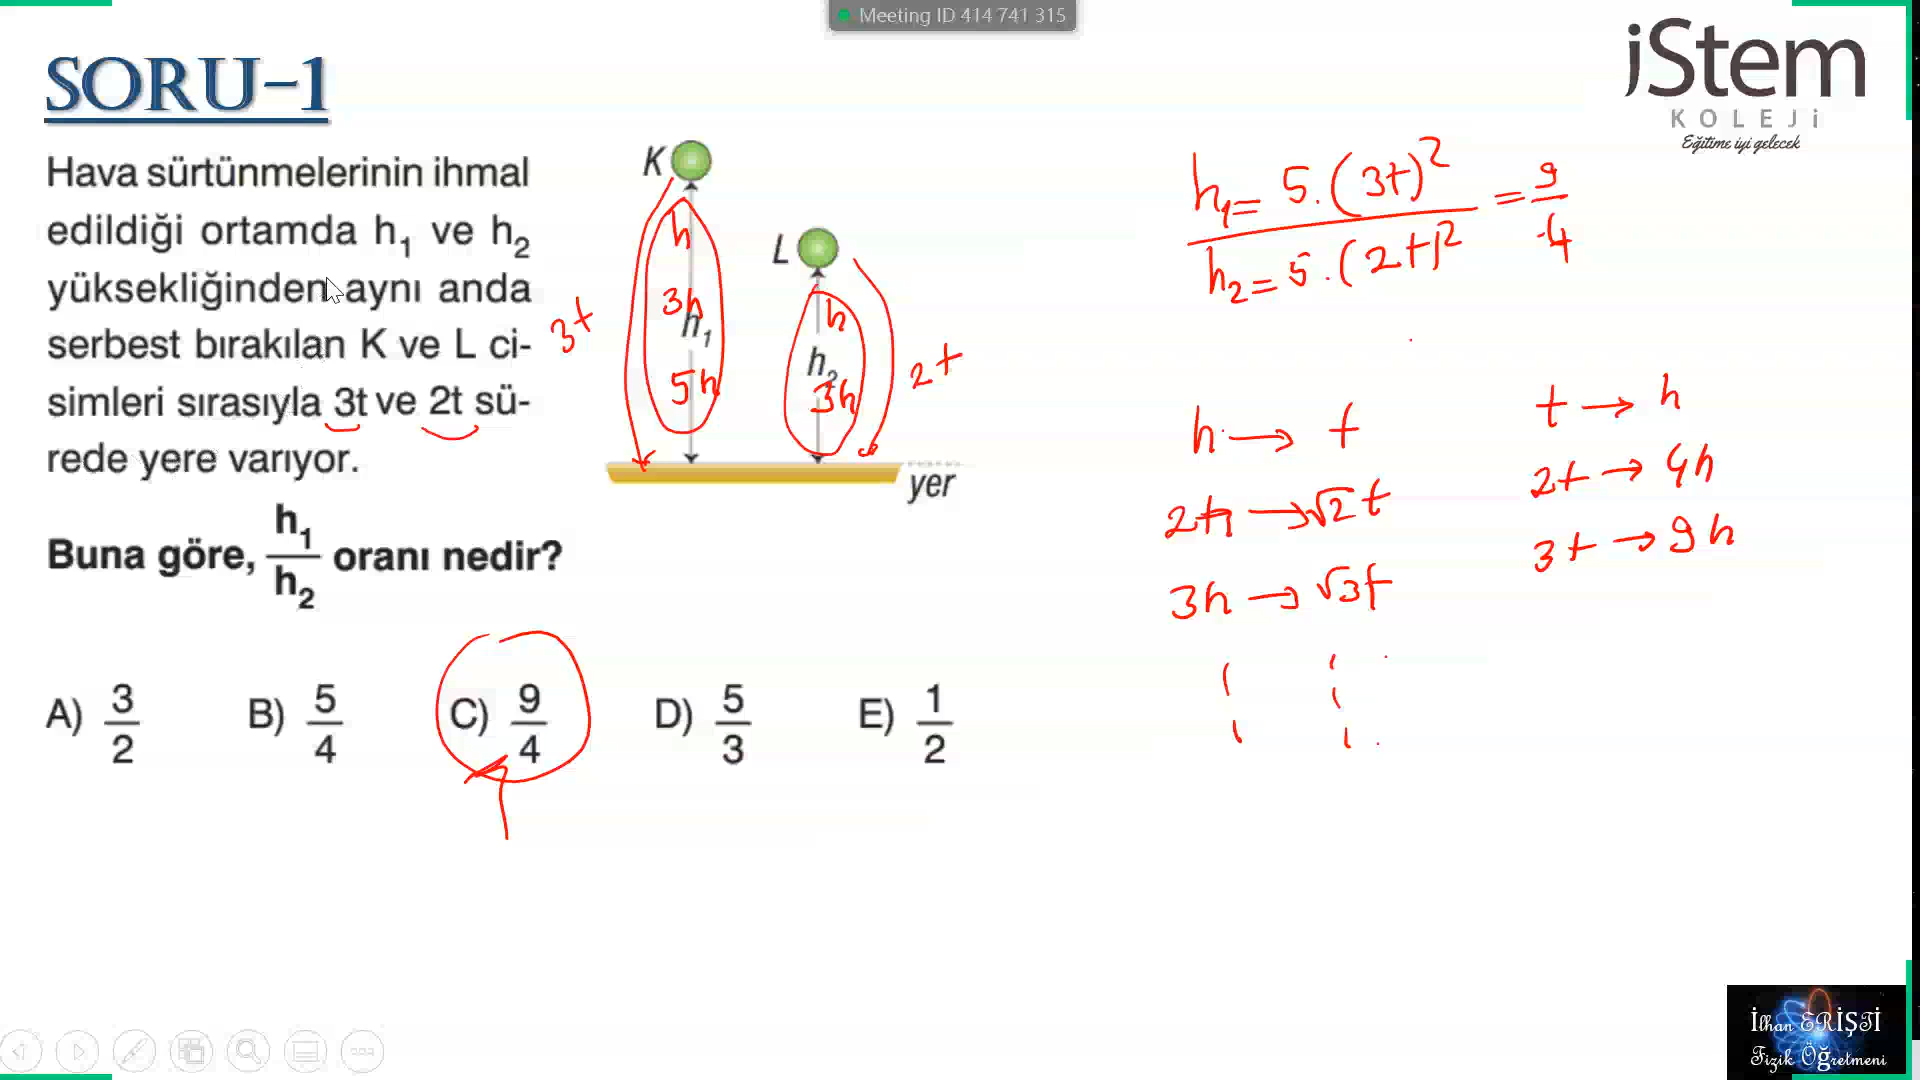 Meeting ID 414 741 315
SORU-1
iStem
KOLEJi
Eğitime iyi gelecek
Hava sürtünmelerinin ihmal
edildiği ortamda h₁ ve h₂
yüksekliğinden aynı anda
serbest bırakılan K ve L ci-
simleri sırasıyla 3t ve 2t sü-
rede yere varıyor.
Buna göre, h₁/h₂ oranı nedir?
A) 3/2 B) 5/4 C) 9/4 D) 5/3 E) 1/2
K
h
3h
h₁
5h
3t
L
h
h₂
3h
2t
yer
h₁ = 5.(3t)²
h₂ = 5.(2t)²
= 9/4
h → t
2h → √2t
3h → √3t
t → h
2t → 4h
3t → 9h
İlhan ERİŞTİ
Fizik Öğretmeni